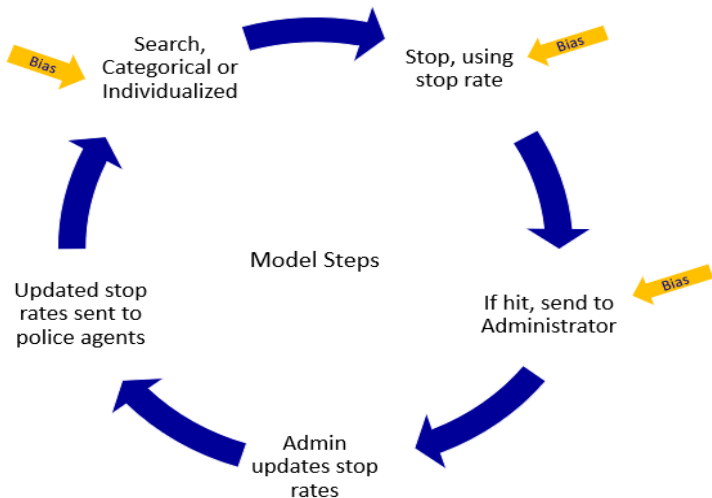 Search,
Categorical or
Individualized
Bias
Stop, using
stop rate
Bias
If hit, send to
Administrator
Bias
Admin
updates stop
rates
Updated stop
rates sent to
police agents
Model Steps